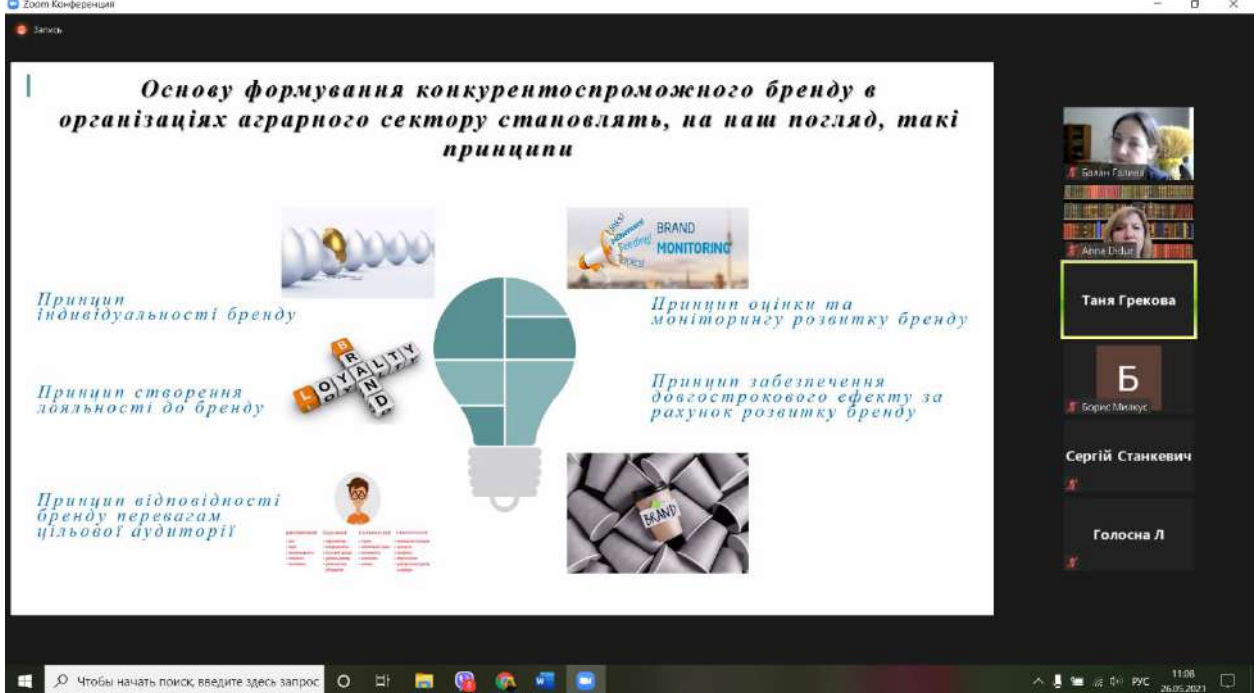 Zoom Конференция
Запись
Основу формування конкурентоспроможного бренду в
організаціях аграрного сектору становлять, на наш погляд, такі
принципи
Принцип
індивідуальності бренду
Принцип створення
лояльності до бренду
Принцип відповідності
бренду перевагам
цільової аудиторії
LOYALTY
BRAND
Links!
BRAND
MONITORING
Принцип оцінки та
моніторингу розвитку бренду
Принцип забезпечення
довгострокового ефекту за
рахунок розвитку бренду
BRAND
Балан Галина
Anna Didur
Таня Грекова
Б
Борис Милкус
Сергій Станкевич
Голосна Л
Чтобы начать поиск, введите здесь запрос
РУС
11:08
26.05.2021